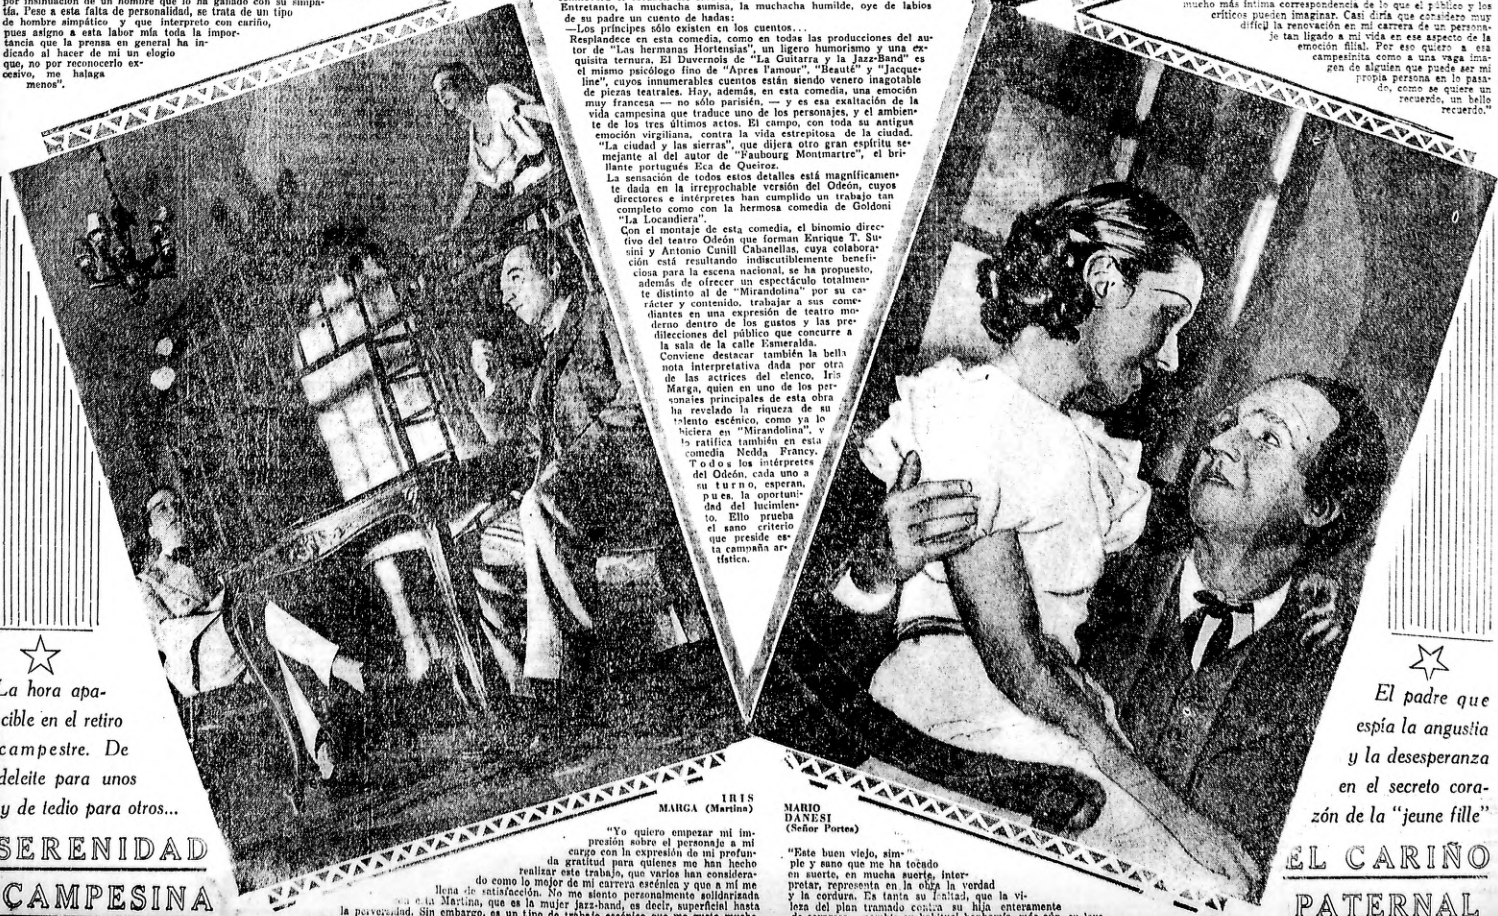 por insinuación de un hombre que lo ha ganado con su simpa-
tía. Pese a esta falta de personalidad, se trata de un tipo
de hombre simpático y que interpreto con cariño,
pues asigno a esta labor mía toda la impor-
tancia que la prensa en general ha in-
dicado al hacer de mí un elogio
que, no por reconocerlo ex-
cesivo, me halaga
menos".
Entretanto, la muchacha sumisa, la muchacha humilde, oye de labios
de su padre un cuento de hadas:
—Los príncipes sólo existen en los cuentos...
Resplandece en esta comedia, como en todas las producciones del au-
tor de "Las hermanas Hortensias", un ligero humorismo y una ex-
quisita ternura. El Duvernois de "La Guitarra y la Jazz-Band" es
el mismo psicólogo fino de "Apres l'amour", "Beauté" y "Jacque-
line", cuyos innumerables cuentos están siendo venero inagotable
de piezas teatrales. Hay, además, en esta comedia, una emoción
muy francesa — no sólo parisién, — y es esa exaltación de la
vida campesina que traduce uno de los personajes, y el ambien-
te de los tres últimos actos. El campo, con toda su antigua
emoción virgiliana, contra la vida estrepitosa de la ciudad.
"La ciudad y las sierras", que dijera otro gran espíritu se-
mejante al del autor de "Faubourg Montmartre", el bri-
llante portugués Eca de Queiroz.
La sensación de todos estos detalles está magníficamen-
te dada en la irreprochable versión del Odeón, cuyos
directores e intérpretes han cumplido un trabajo tan
completo como con la hermosa comedia de Goldoni
"La Locandiera".
Con el montaje de esta comedia, el binomio direc-
tivo del teatro Odeón que forman Enrique T. Su-
sini y Antonio Cunill Cabanellas, cuya colabora-
ción está resultando indiscutiblemente benefi-
ciosa para la escena nacional, se ha propuesto,
además de ofrecer un espectáculo totalmen-
te distinto al de "Mirandolina" por su ca-
rácter y contenido, trabajar a sus come-
diantes en una expresión de teatro mo-
derno dentro de los gustos y las pre-
dilecciones del público que concurre a
la sala de la calle Esmeralda.
Conviene destacar también la bella
nota interpretativa dada por otra
de las actrices del elenco, Iris
Marga, quien en uno de los per-
sonajes principales de esta obra
ha revelado la riqueza de su
talento escénico, como ya lo
hiciera en "Mirandolina", y
lo ratifica también en esta
comedia Nedda Francy.
Todos los intérpretes
del Odeón, cada uno a
su turno, esperan,
pues, la oportuni-
dad del lucimien-
to. Ello prueba
el sano criterio
que preside es-
ta campaña ar-
tística.
mucho más íntima correspondencia de lo que el público y los
críticos pueden imaginar. Casi diría que considero muy
difícil la renovación en mi carrera de un persona-
je tan ligado a mi vida en ese aspecto de la
emoción filial. Por eso quiero a esa
campesinita como a una vaga ima-
gen de alguien que puede ser mi
propia persona en lo pasa-
do, como se quiere un
recuerdo, un bello
recuerdo."
La hora apa-
cible en el retiro
campestre. De
deleite para unos
y de tedio para otros...
SERENIDAD
CAMPESINA
IRIS
MARGA (Martina)
"Yo quiero empezar mi im-
presión sobre el personaje a mi
cargo con la expresión de mi profun-
da gratitud para quienes me han hecho
realizar este trabajo, que varios han considera-
do como lo mejor de mi carrera escénica y que a mí me
llena de satisfacción. No me siento personalmente solidarizada
la Martina, que es la mujer jazz-band, es decir, superficial hasta
la perversidad. Sin embargo, es un tipo de trabajo escénico que me gusta mucho
MARIO
DANESI
(Señor Portes)
"Este buen viejo, sim-
ple y sano que me ha tocado
en suerte, en mucha suerte, inter-
pretar, representa en la obra la verdad
y la cordura. Es tanta su lealtad, que la vi-
leza del plan tramado contra su hija enteramente
El padre que
espía la angustia
y la desesperanza
en el secreto cora-
zón de la "jeune fille"
EL CARIÑO
PATERNAL